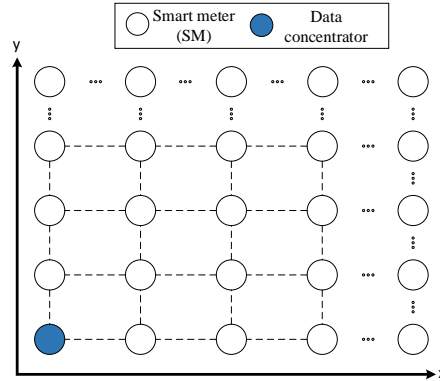 Smart meter
(SM)
Data
concentrator
y
x